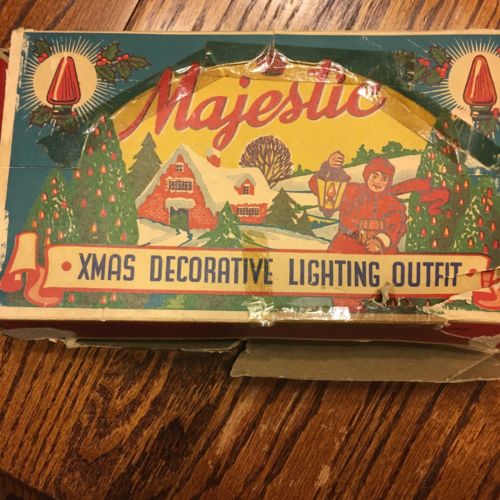 Majestic
XMAS DECORATIVE LIGHTING OUTFIT